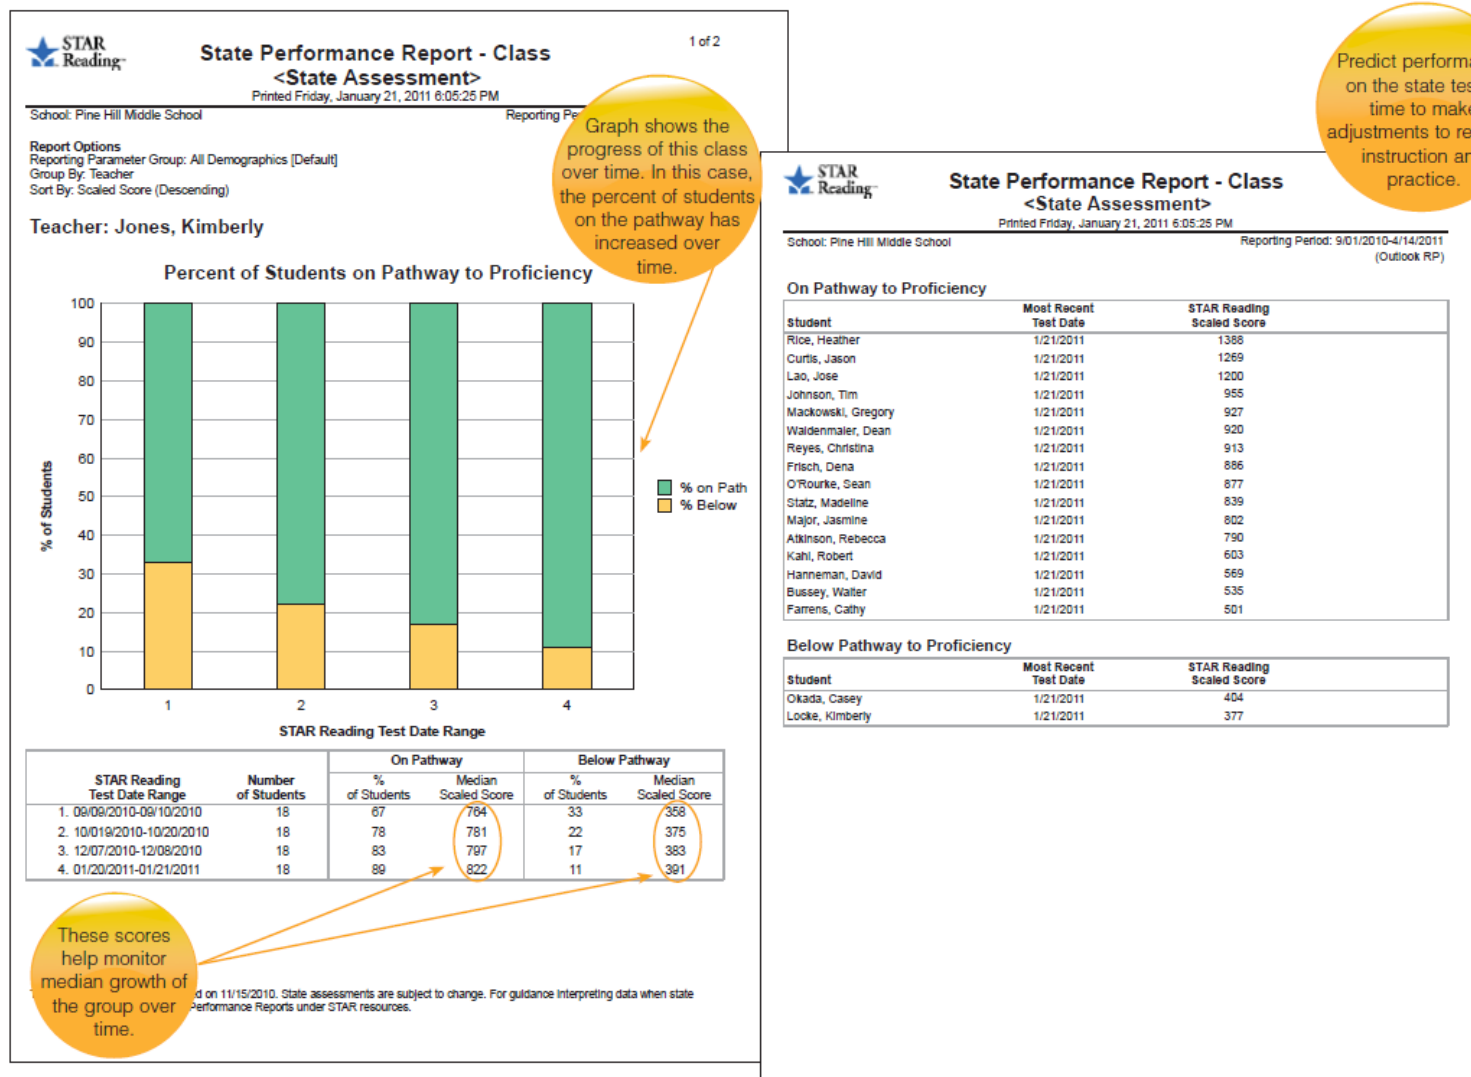 STAR
Reading™
State Performance Report - Class
<State Assessment>
Printed Friday, January 21, 2011 6:05:25 PM
1 of 2
School: Pine Hill Middle School
Reporting Pe
Report Options
Reporting Parameter Group: All Demographics [Default]
Group By: Teacher
Sort By: Scaled Score (Descending)
Teacher: Jones, Kimberly
Graph shows the
progress of this class
over time. In this case,
the percent of students
on the pathway has
increased over
time.
Percent of Students on Pathway to Proficiency
% of Students
100
90
80
70
60
50
40
30
20
10
0
1 2 3 4
% on Path
% Below
STAR Reading Test Date Range
On Pathway Below Pathway
STAR Reading Number % Median % Median
Test Date Range of Students of Students Scaled Score of Students Scaled Score
1. 09/09/2010-09/10/2010 18 67 764 33 358
2. 10/019/2010-10/20/2010 18 78 781 22 375
3. 12/07/2010-12/08/2010 18 83 797 17 383
4. 01/20/2011-01/21/2011 18 89 822 11 391
These scores
help monitor
median growth of
the group over
time.
d on 11/15/2010. State assessments are subject to change. For guidance interpreting data when state
Performance Reports under STAR resources.
Predict performa
on the state tes
time to make
adjustments to re
instruction an
practice.
STAR
Reading™
State Performance Report - Class
<State Assessment>
Printed Friday, January 21, 2011 6:05:25 PM
School: Pine Hill Middle School
Reporting Period: 9/01/2010-4/14/2011
(Outlook RP)
On Pathway to Proficiency
Most Recent STAR Reading
Student Test Date Scaled Score
Rice, Heather 1/21/2011 1388
Curtis, Jason 1/21/2011 1269
Lao, Jose 1/21/2011 1200
Johnson, Tim 1/21/2011 955
Mackowski, Gregory 1/21/2011 927
Waldenmaier, Dean 1/21/2011 920
Reyes, Christina 1/21/2011 913
Frisch, Dena 1/21/2011 886
O'Rourke, Sean 1/21/2011 877
Statz, Madeline 1/21/2011 839
Major, Jasmine 1/21/2011 802
Atkinson, Rebecca 1/21/2011 790
Kahl, Robert 1/21/2011 603
Hanneman, David 1/21/2011 569
Bussey, Walter 1/21/2011 535
Farrens, Cathy 1/21/2011 501
Below Pathway to Proficiency
Most Recent STAR Reading
Student Test Date Scaled Score
Okada, Casey 1/21/2011 404
Locke, Kimberly 1/21/2011 377